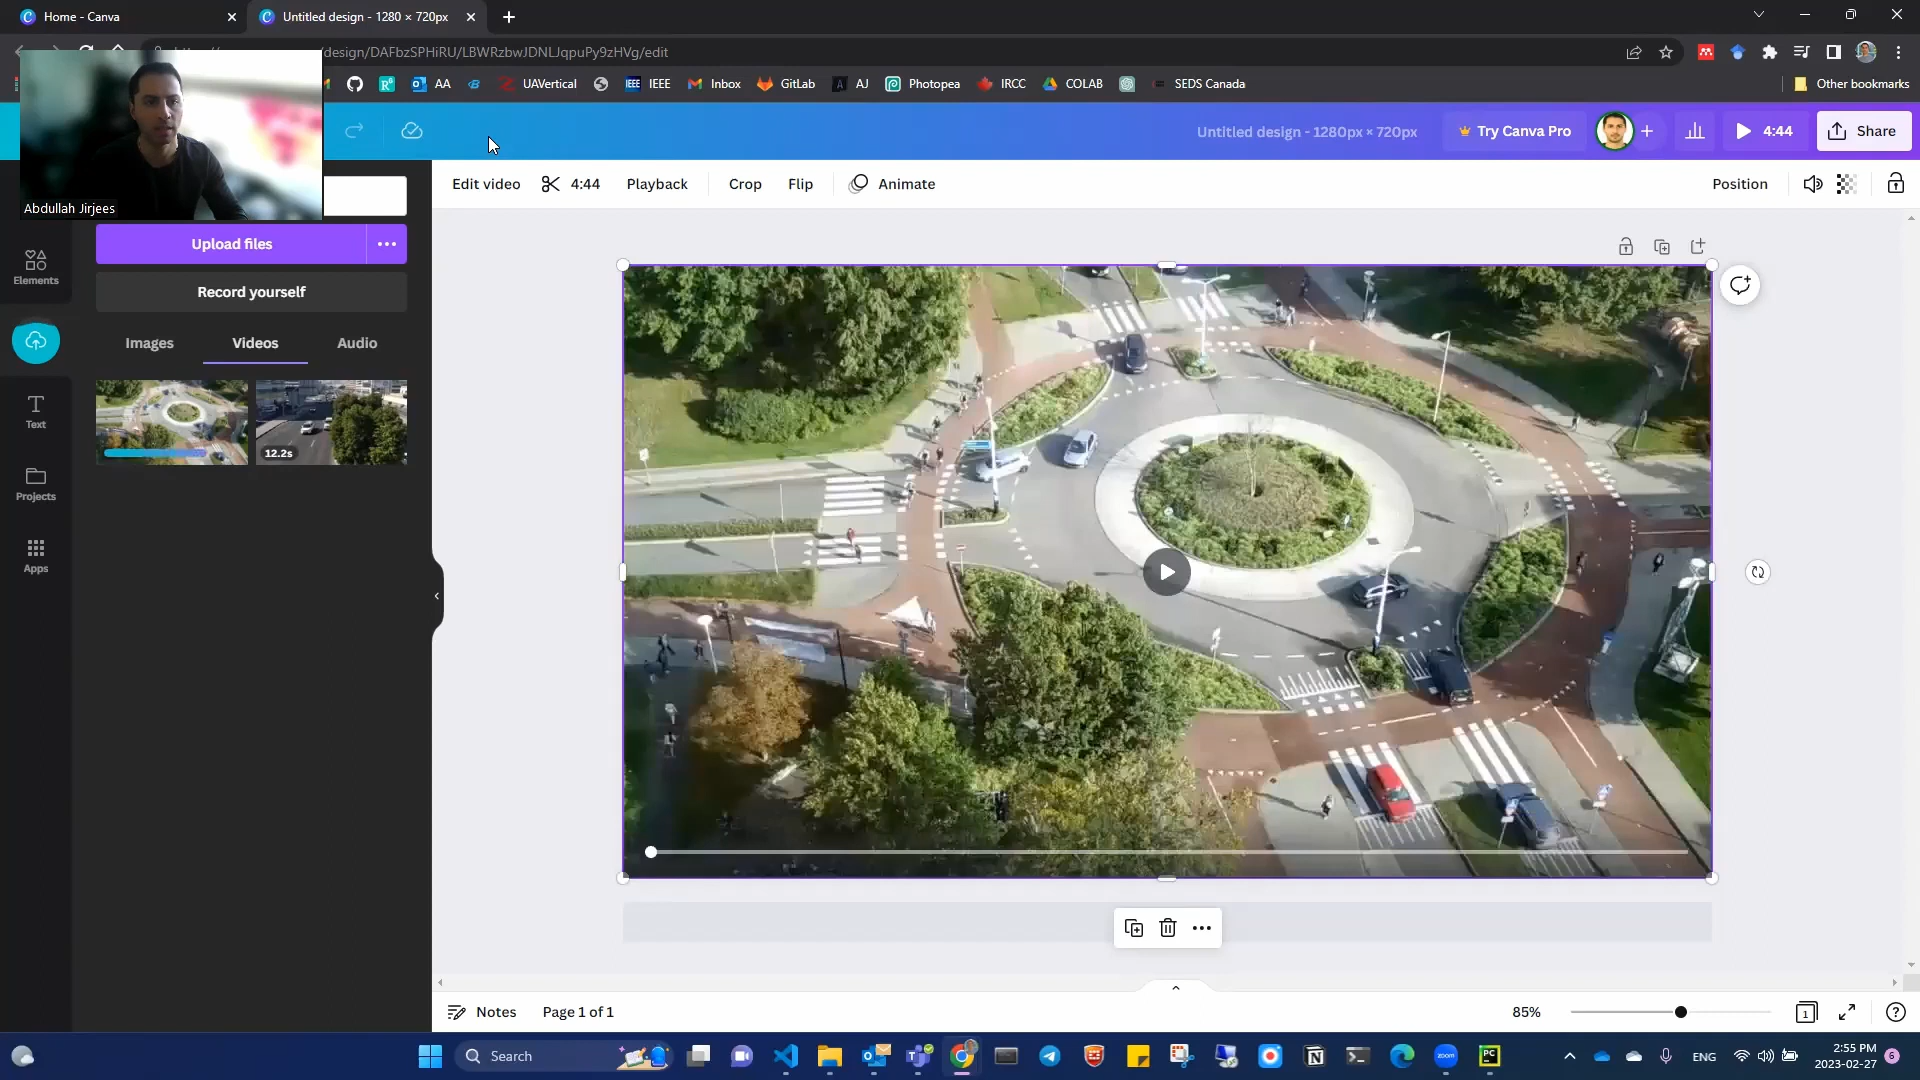 Home - Canva
Untitled design - 1280 × 720px
/design/DAFbzSPHiRU/LBWRzbwJDNLJqpuPy9zHVg/edit
AA
UAVertical
IEEE IEEE
Inbox
GitLab
AJ
Photopea
IRCC
COLAB
SEDS Canada
Other bookmarks
Untitled design - 1280px × 720px
Try Canva Pro
4:44
Share
Abdullah Jirjees
Edit video
4:44
Playback
Crop
Flip
Animate
Position
Upload files
Record yourself
Images
Videos
Audio
12.2s
Elements
Text
Projects
Apps
Notes
Page 1 of 1
85%
1
Search
ENG
2:55 PM
2023-02-27
6